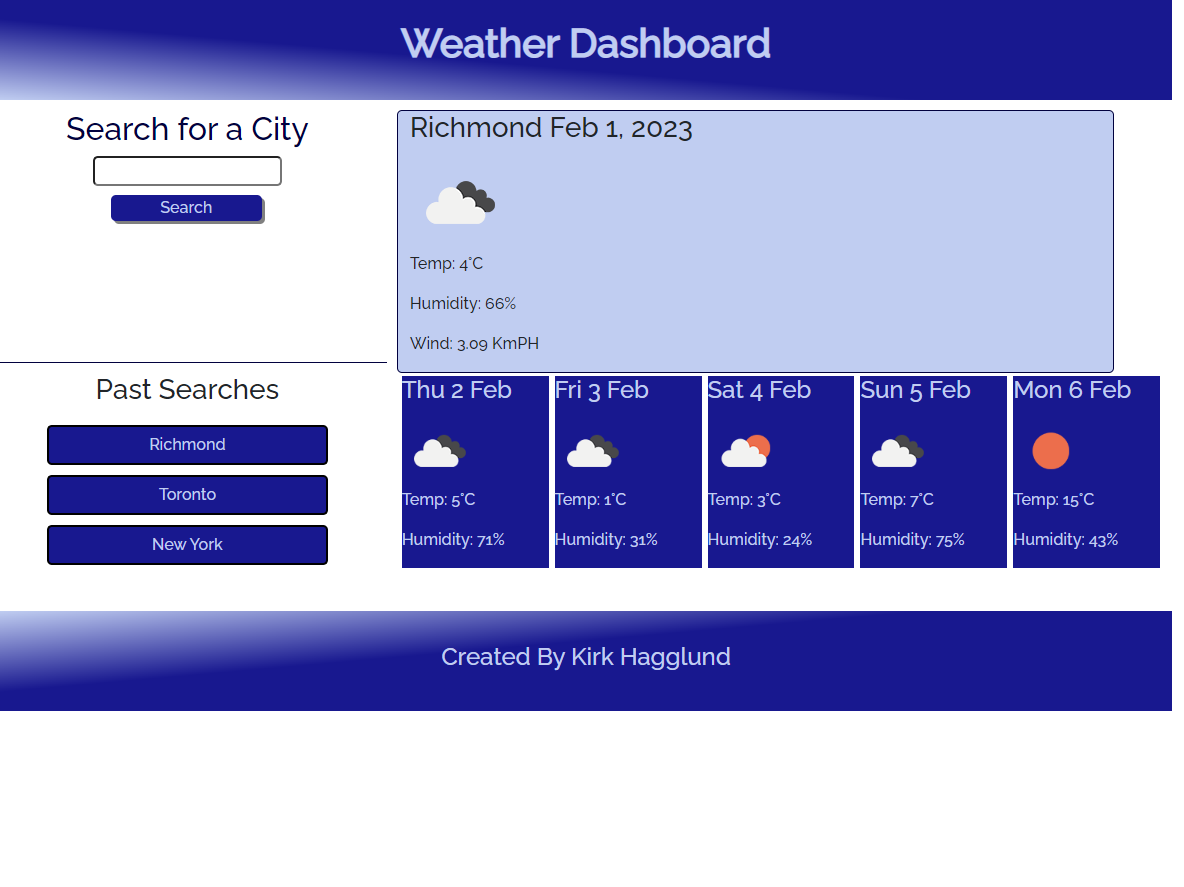 Weather Dashboard
Search for a City
Search
Richmond Feb 1, 2023
Temp: 4°C
Humidity: 66%
Wind: 3.09 KmPH
Past Searches
Richmond
Toronto
New York
Thu 2 Feb
Temp: 5°C
Humidity: 71%
Fri 3 Feb
Temp: 1°C
Humidity: 31%
Sat 4 Feb
Temp: 3°C
Humidity: 24%
Sun 5 Feb
Temp: 7°C
Humidity: 75%
Mon 6 Feb
Temp: 15°C
Humidity: 43%
Created By Kirk Hagglund